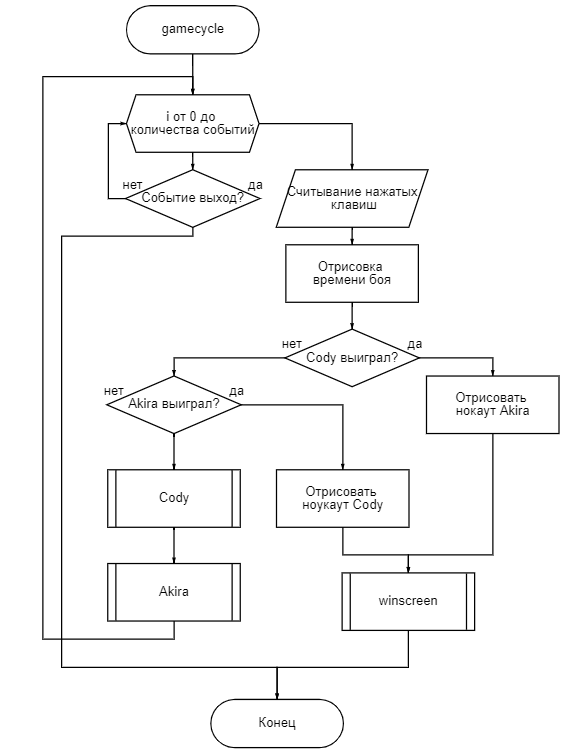 gamecycle
i от 0 до
количества событий
нет
да
Событие выход?
Считывание нажатых
клавиш
Отрисовка
времени боя
нет
да
Cody выиграл?
нет
да
Akira выиграл?
Отрисовать
нокаут Akira
Cody
Отрисовать
ноукаут Cody
Akira
winscreen
Конец